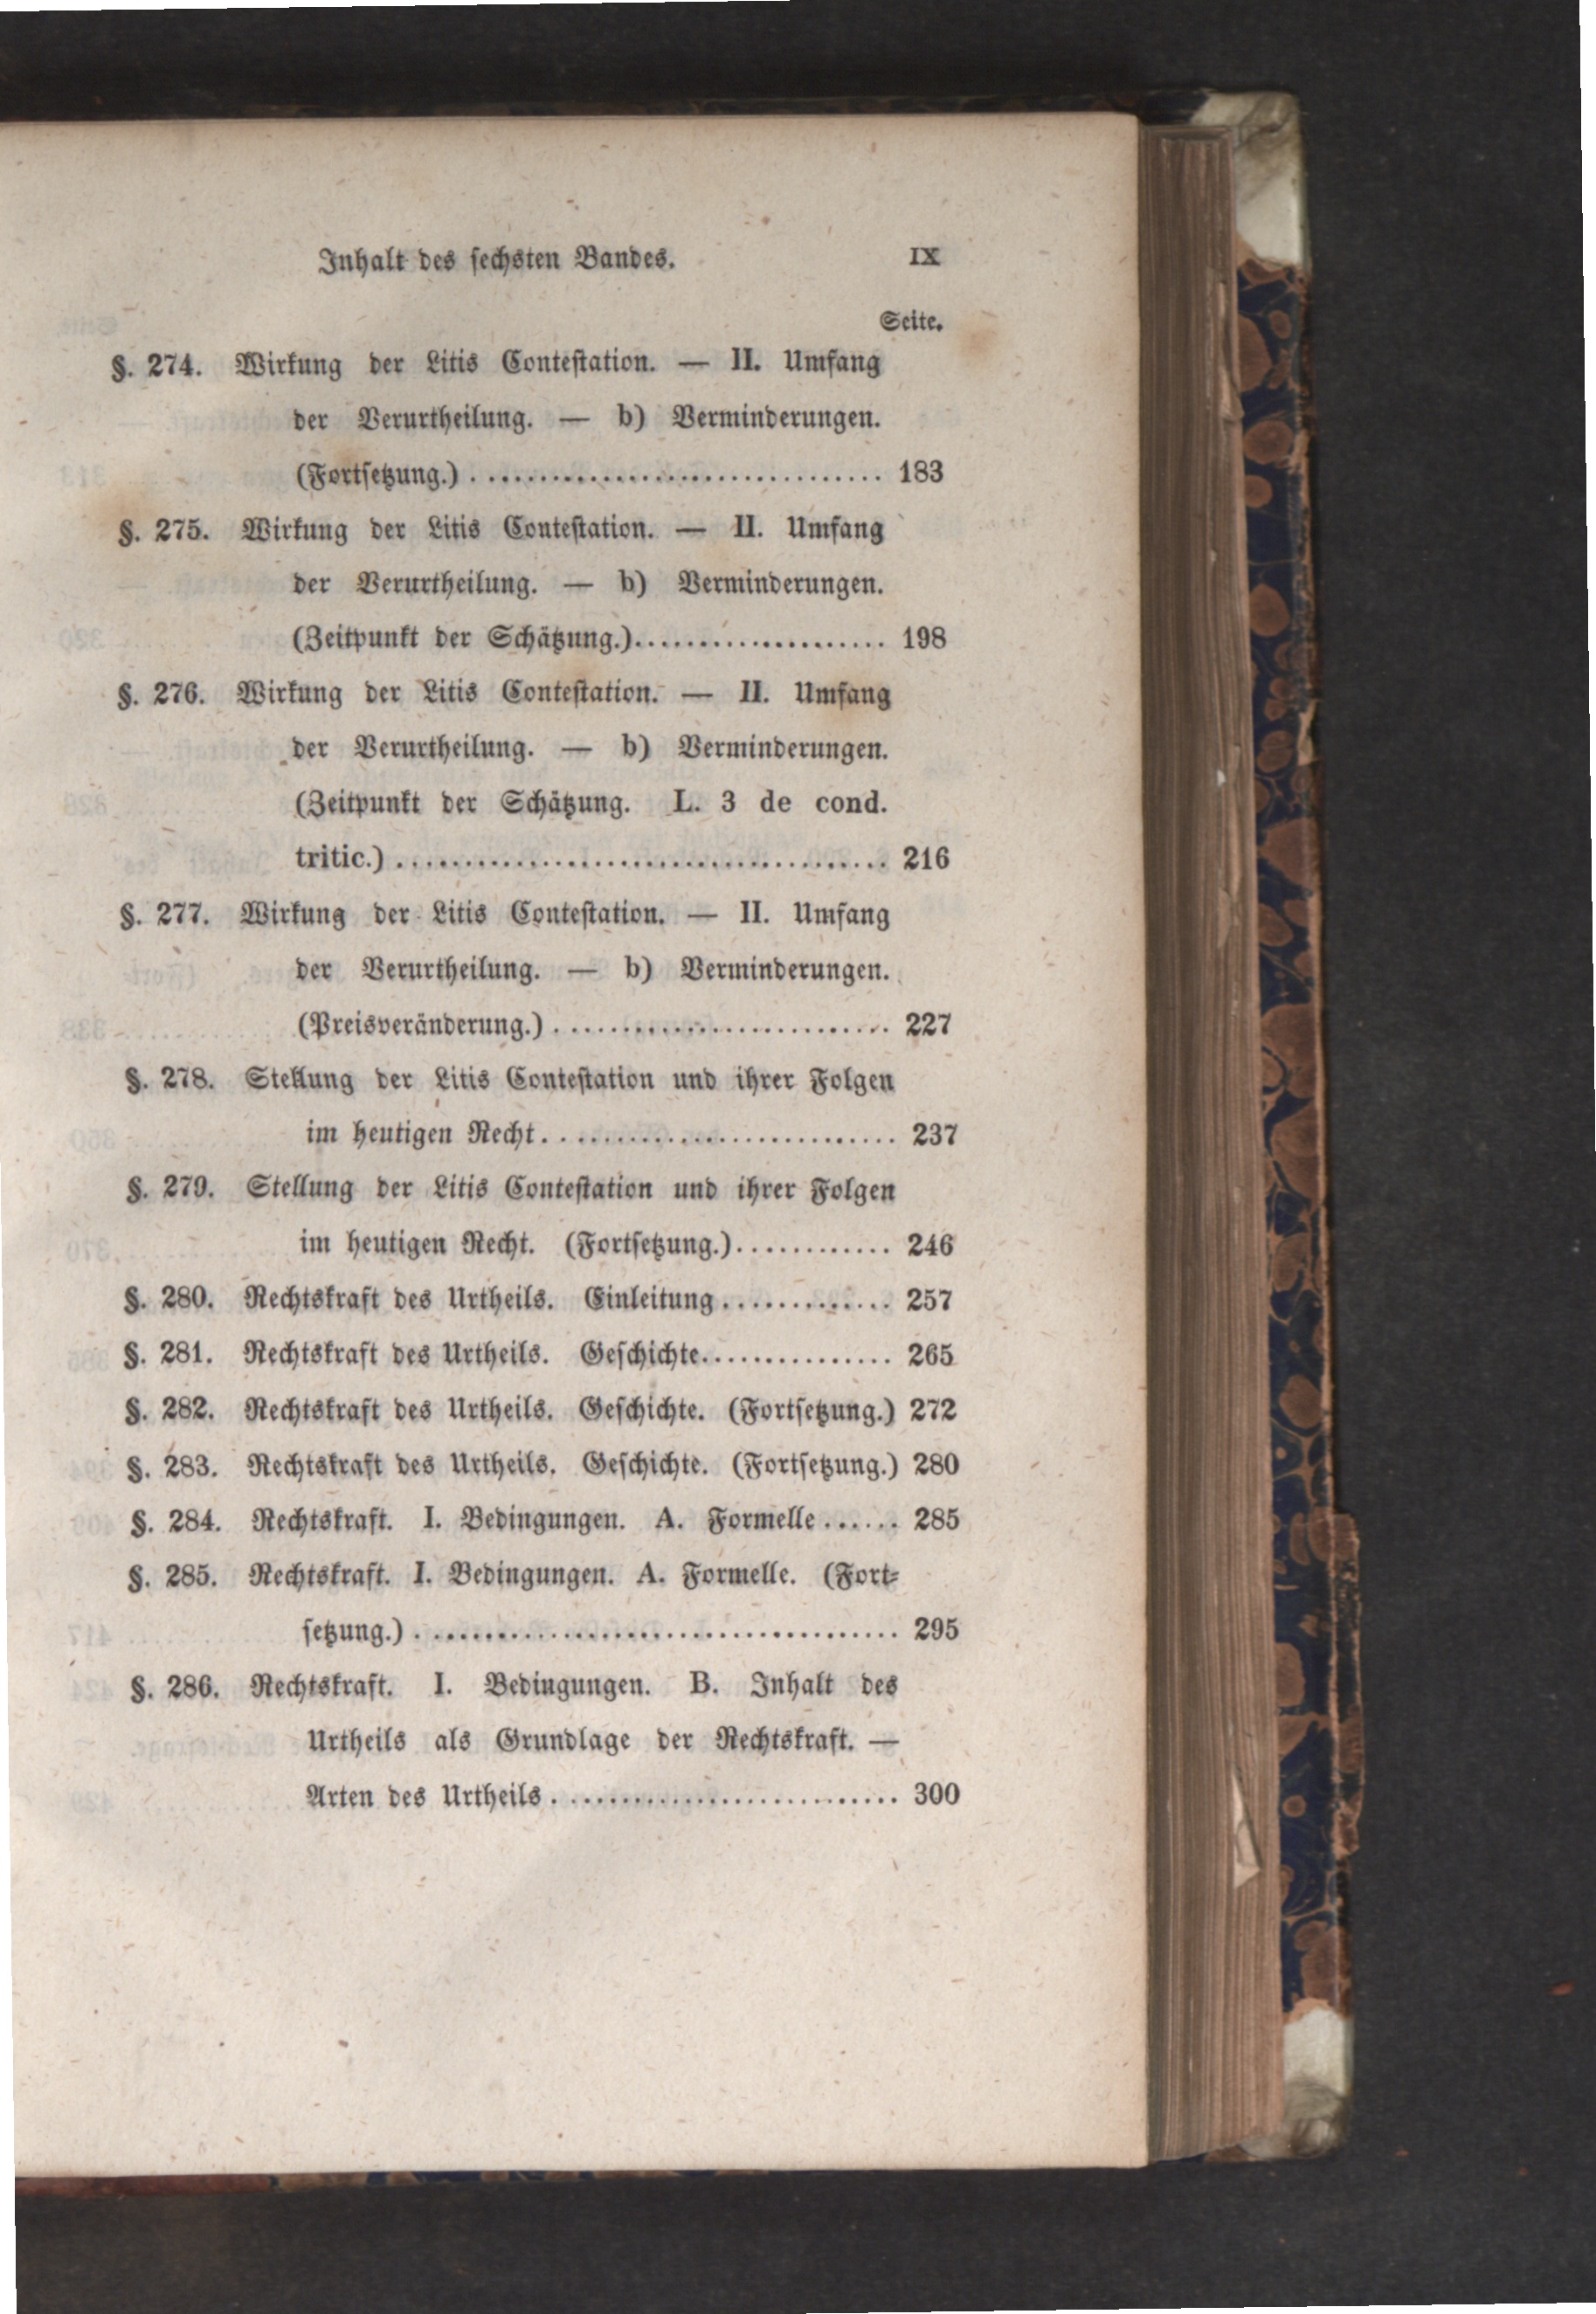 Inhalt des sechsten Bandes. IX
Seite.
§. 274. Wirkung der Litis Contestation. — II. Umfang
der Verurtheilung. — b) Verminderungen.
(Fortsetzung.) ................................ 183
§. 275. Wirkung der Litis Contestation. — II. Umfang
der Verurtheilung. — b) Verminderungen.
(Zeitpunkt der Schätzung.).................... 198
§. 276. Wirkung der Litis Contestation. — II. Umfang
der Verurtheilung. — b) Verminderungen.
(Zeitpunkt der Schätzung. L. 3 de cond.
tritic.) ...................................... 216
§. 277. Wirkung der Litis Contestation. — II. Umfang
der Verurtheilung. — b) Verminderungen.
(Preisveränderung.) .......................... 227
§. 278. Stellung der Litis Contestation und ihrer Folgen
im heutigen Recht............................ 237
§. 279. Stellung der Litis Contestation und ihrer Folgen
im heutigen Recht. (Fortsetzung.)............ 246
§. 280. Rechtskraft des Urtheils. Einleitung............. 257
§. 281. Rechtskraft des Urtheils. Geschichte............... 265
§. 282. Rechtskraft des Urtheils. Geschichte. (Fortsetzung.) 272
§. 283. Rechtskraft des Urtheils. Geschichte. (Fortsetzung.) 280
§. 284. Rechtskraft. I. Bedingungen. A. Formelle...... 285
§. 285. Rechtskraft. I. Bedingungen. A. Formelle. (Fort-
setzung.) ..................................... 295
§. 286. Rechtskraft. I. Bedingungen. B. Inhalt des
Urtheils als Grundlage der Rechtskraft. —
Arten des Urtheils ........................... 300